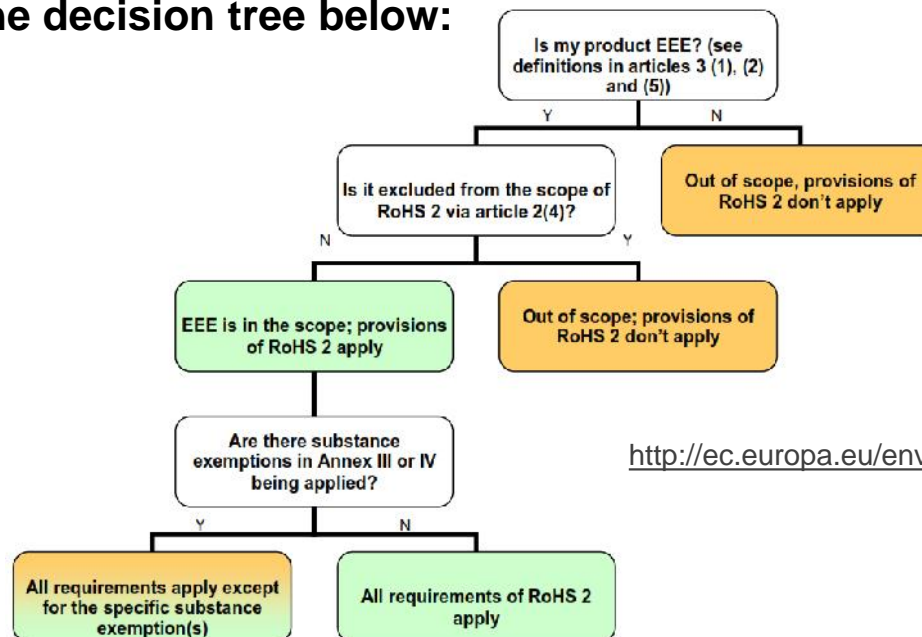 he decision tree below:
Is my product EEE? (see
definitions in articles 3 (1), (2)
and (5))
Y
N
Is it excluded from the scope of
RoHS 2 via article 2(4)?
Out of scope, provisions of
RoHS 2 don't apply
N
Y
EEE is in the scope; provisions
of RoHS 2 apply
Out of scope; provisions of
RoHS 2 don't apply
Are there substance
exemptions in Annex III or IV
being applied?
http://ec.europa.eu/env
Y
N
All requirements apply except
for the specific substance
exemption(s)
All requirements of RoHS 2
apply